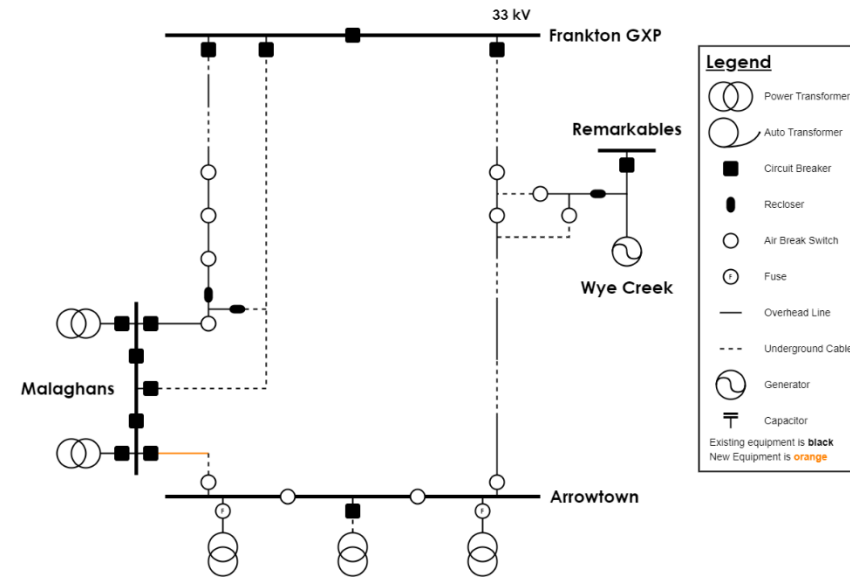 33 kV
Frankton GXP
Remarkables
Wye Creek
Malaghans
Arrowtown
F
F
Legend
Power Transformer
Auto Transformer
Circuit Breaker
Recloser
Air Break Switch
F
Fuse
Overhead Line
Underground Cable
Generator
Capacitor
Existing equipment is black
New Equipment is orange